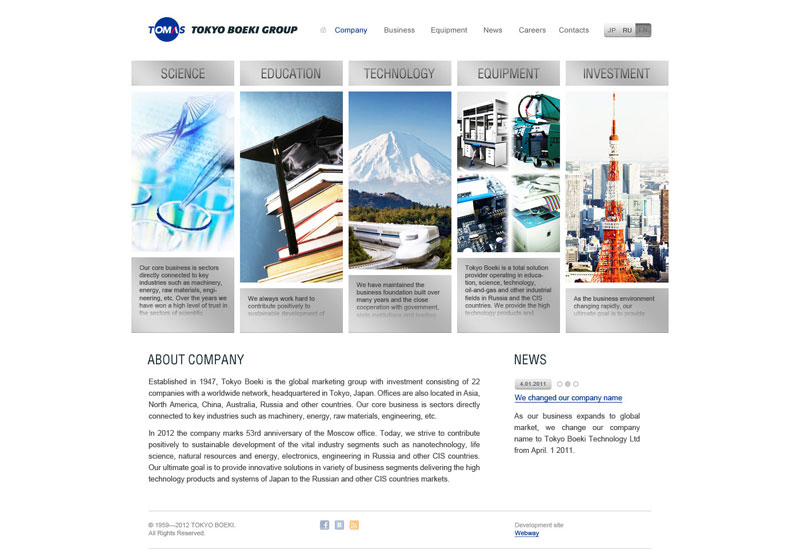 TOMAS TOKYO BOEKI GROUP
Company Business Equipment News Careers Contacts JP RU EN
SCIENCE EDUCATION TECHNOLOGY EQUIPMENT INVESTMENT
Our core business is sectors
directly connected to key
industries such as machinery,
energy, raw materials, engi-
neering, etc. Over the years we
have won a high level of trust in
the sectors of scientific
We always work hard to
contribute positively to
sustainable development of
We have maintained the
business foundation built over
many years and the close
cooperation with government,
state institutions and leading
Tokyo Boeki is a total solution
provider operating in educa-
tion, science, technology,
oil-and-gas and other industrial
fields in Russia and the CIS
countries. We provide the high
technology products and
As the business environment
changing rapidly, our
ultimate goal is to provide
ABOUT COMPANY
Established in 1947, Tokyo Boeki is the global marketing group with investment consisting of 22
companies with a worldwide network, headquartered in Tokyo, Japan. Offices are also located in Asia,
North America, China, Australia, Russia and other countries. Our core business is sectors directly
connected to key industries such as machinery, energy, raw materials, engineering, etc.
In 2012 the company marks 53rd anniversary of the Moscow office. Today, we strive to contribute
positively to sustainable development of the vital industry segments such as nanotechnology, life
science, natural resources and energy, electronics, engineering in Russia and other CIS countries.
Our ultimate goal is to provide innovative solutions in variety of business segments delivering the high
technology products and systems of Japan to the Russian and other CIS countries markets.
NEWS
4.01.2011
We changed our company name
As our business expands to global
market, we change our company
name to Tokyo Boeki Technology Ltd
from April. 1 2011.
© 1959—2012 TOKYO BOEKI.
All Rights Reserved.
Development site
Webway